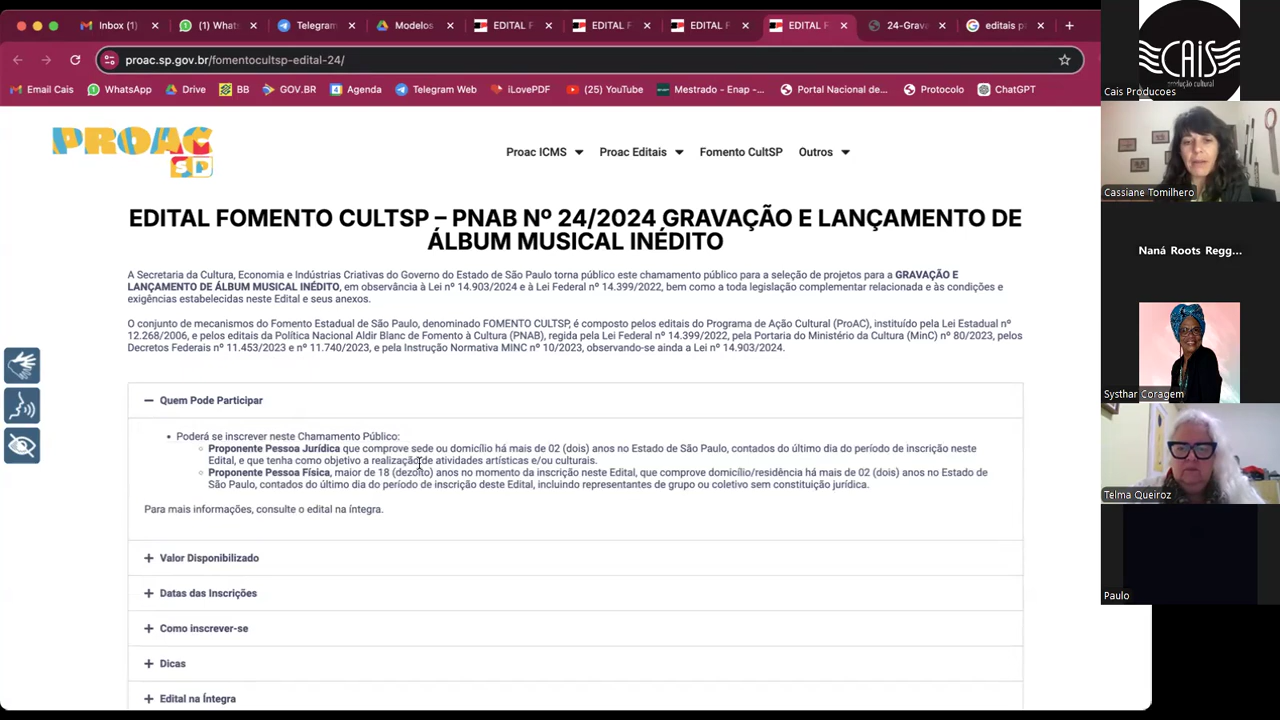 Inbox (1)
(1) What
Telegram
Modelos
EDITAL F
EDITAL F
EDITAL F
EDITAL F
24-Grav
editais p
proac.sp.gov.br/fomentocultsp-edital-24/
Email Cais
WhatsApp
Drive
BB
GOV.BR
Agenda
Telegram Web
iLovePDF
(25) YouTube
Mestrado – Enap -...
Portal Nacional de...
Protocolo
ChatGPT
PROAC
SP
Proac ICMS
Proac Editais
Fomento CultSP
Outros
EDITAL FOMENTO CULTSP – PNAB Nº 24/2024 GRAVAÇÃO E LANÇAMENTO DE
ÁLBUM MUSICAL INÉDITO
A Secretaria da Cultura, Economia e Indústrias Criativas do Governo do Estado de São Paulo torna público este chamamento público para a seleção de projetos para a GRAVAÇÃO E
LANÇAMENTO DE ÁLBUM MUSICAL INÉDITO, em observância à Lei nº 14.903/2024 e à Lei Federal nº 14.399/2022, bem como a toda legislação complementar relacionada e às condições e
exigências estabelecidas neste Edital e seus anexos.
O conjunto de mecanismos do Fomento Estadual de São Paulo, denominado FOMENTO CULTSP, é composto pelos editais do Programa de Ação Cultural (ProAC), instituído pela Lei Estadual nº
12.268/2006, e pelos editais da Política Nacional Aldir Blanc de Fomento à Cultura (PNAB), regida pela Lei Federal nº 14.399/2022, pela Portaria do Ministério da Cultura (MinC) nº 80/2023, pelos
Decretos Federais nº 11.453/2023 e nº 11.740/2023, e pela Instrução Normativa MINC nº 10/2023, observando-se ainda a Lei nº 14.903/2024.
Quem Pode Participar
Poderá se inscrever neste Chamamento Público:
Proponente Pessoa Jurídica que comprove sede ou domicílio há mais de 02 (dois) anos no Estado de São Paulo, contados do último dia do período de inscrição neste
Edital, e que tenha como objetivo a realização de atividades artísticas e/ou culturais.
Proponente Pessoa Física, maior de 18 (dezoito) anos no momento da inscrição neste Edital, que comprove domicílio/residência há mais de 02 (dois) anos no Estado de
São Paulo, contados do último dia do período de inscrição deste Edital, incluindo representantes de grupo ou coletivo sem constituição jurídica.
Para mais informações, consulte o edital na íntegra.
Valor Disponibilizado
Datas das Inscrições
Como inscrever-se
Dicas
Edital na Íntegra
CAIS
produção cultural
Cais Producoes
Cassiane Tomilhero
Naná Roots Regg...
Systhar Coragem
Telma Queiroz
Paulo